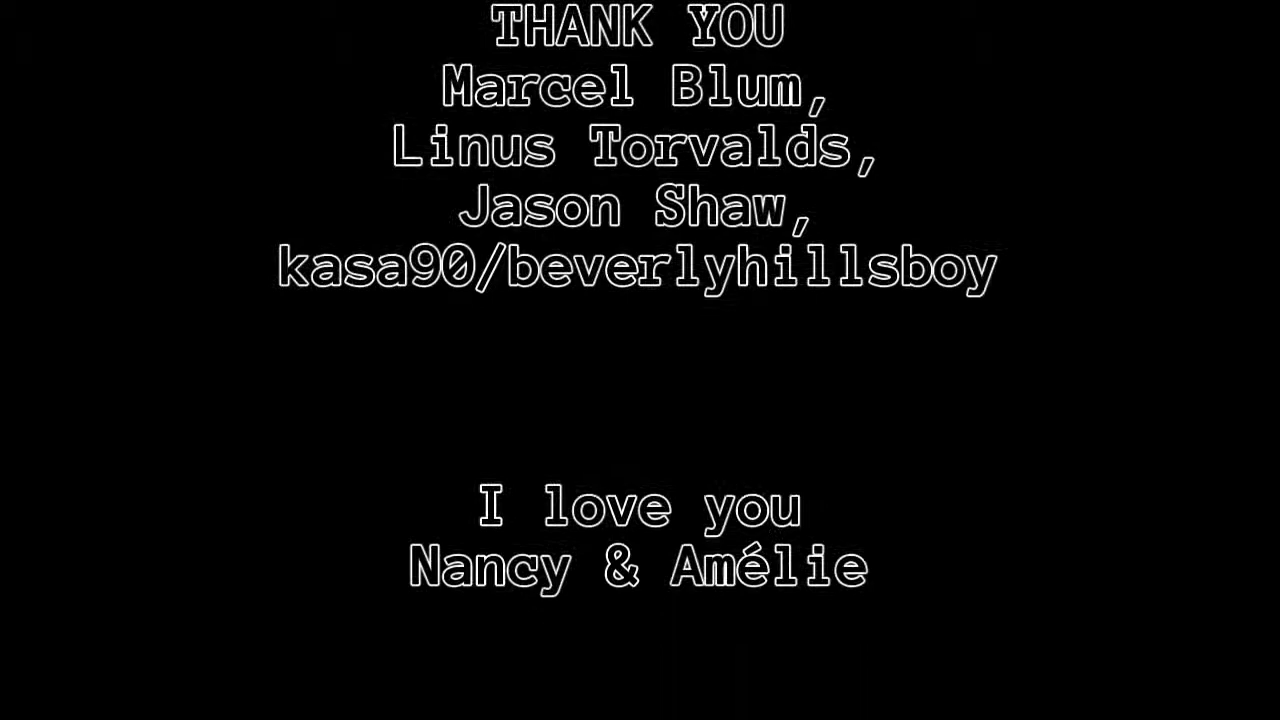 THANK YOU
Marcel Blum,
Linus Torvalds,
Jason Shaw,
kasa90/beverlyhillsboy
I love you
Nancy & Amélie